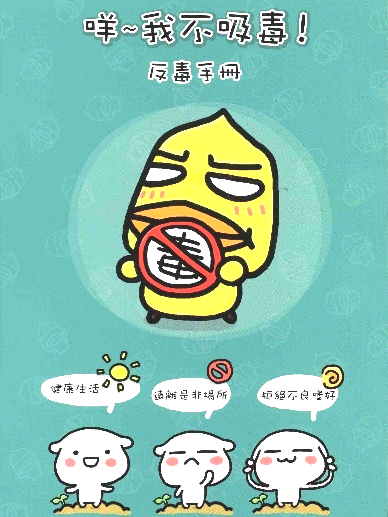 咩~我不吸毒!
反毒手冊
毒
健康生活
遠離是非場所
拒絕不良嗜好